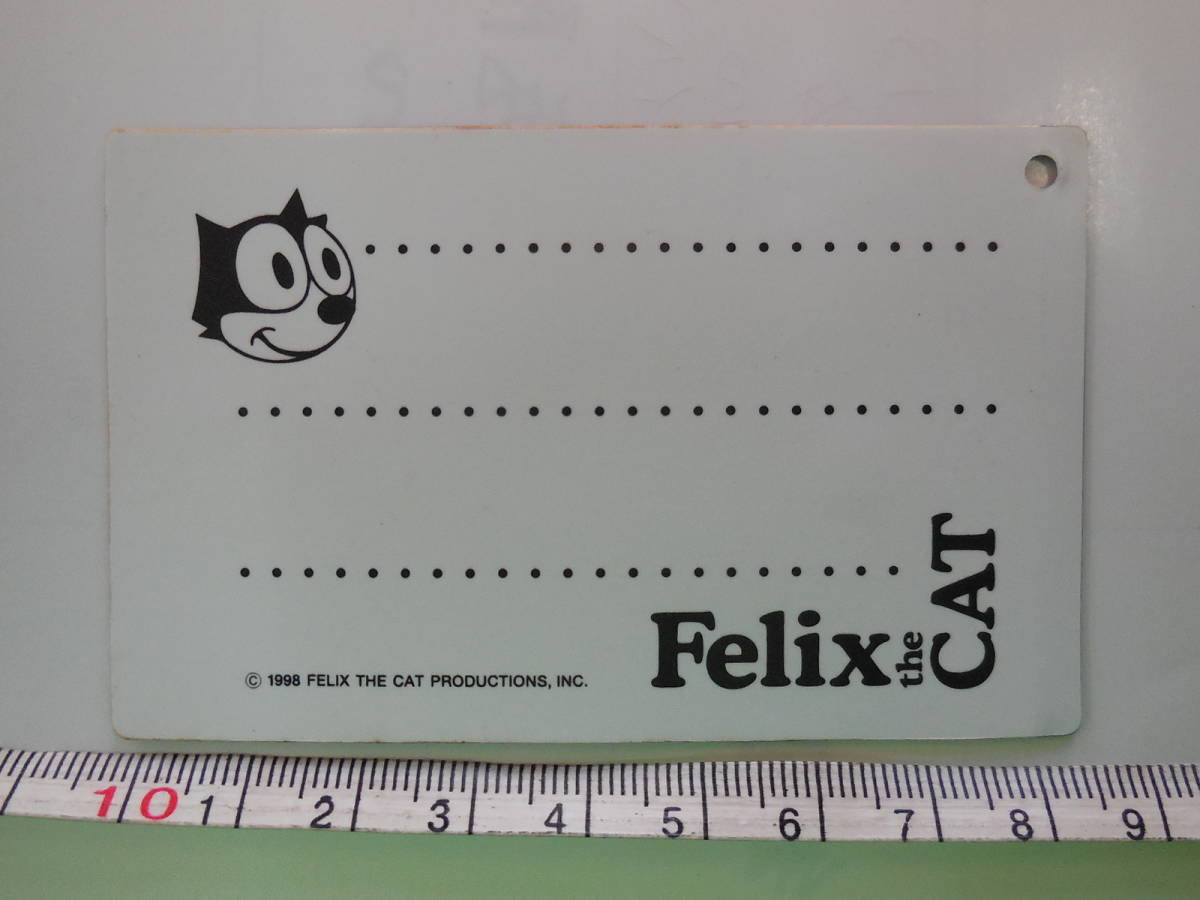 Felix the CAT
© 1998 FELIX THE CAT PRODUCTIONS, INC.
10 1 2 3 4 5 6 7 8 9